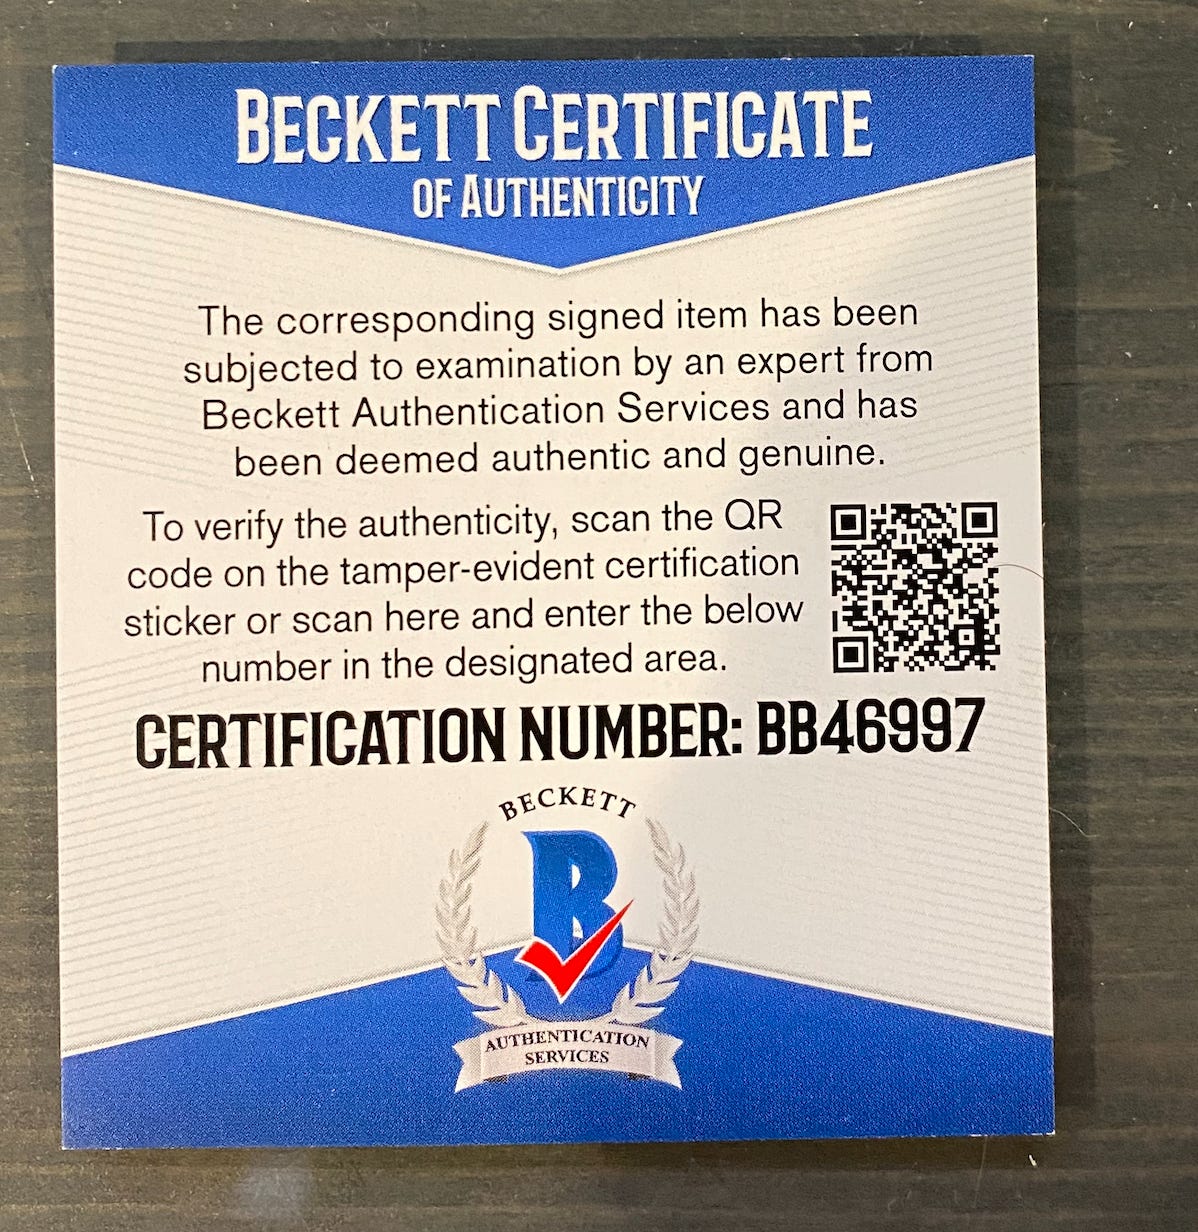 BECKETT CERTIFICATE
OF AUTHENTICITY
The corresponding signed item has been
subjected to examination by an expert from
Beckett Authentication Services and has
been deemed authentic and genuine.
To verify the authenticity, scan the QR
code on the tamper-evident certification
sticker or scan here and enter the below
number in the designated area.
CERTIFICATION NUMBER: BB46997
BECKETT
B
AUTHENTICATION
SERVICES